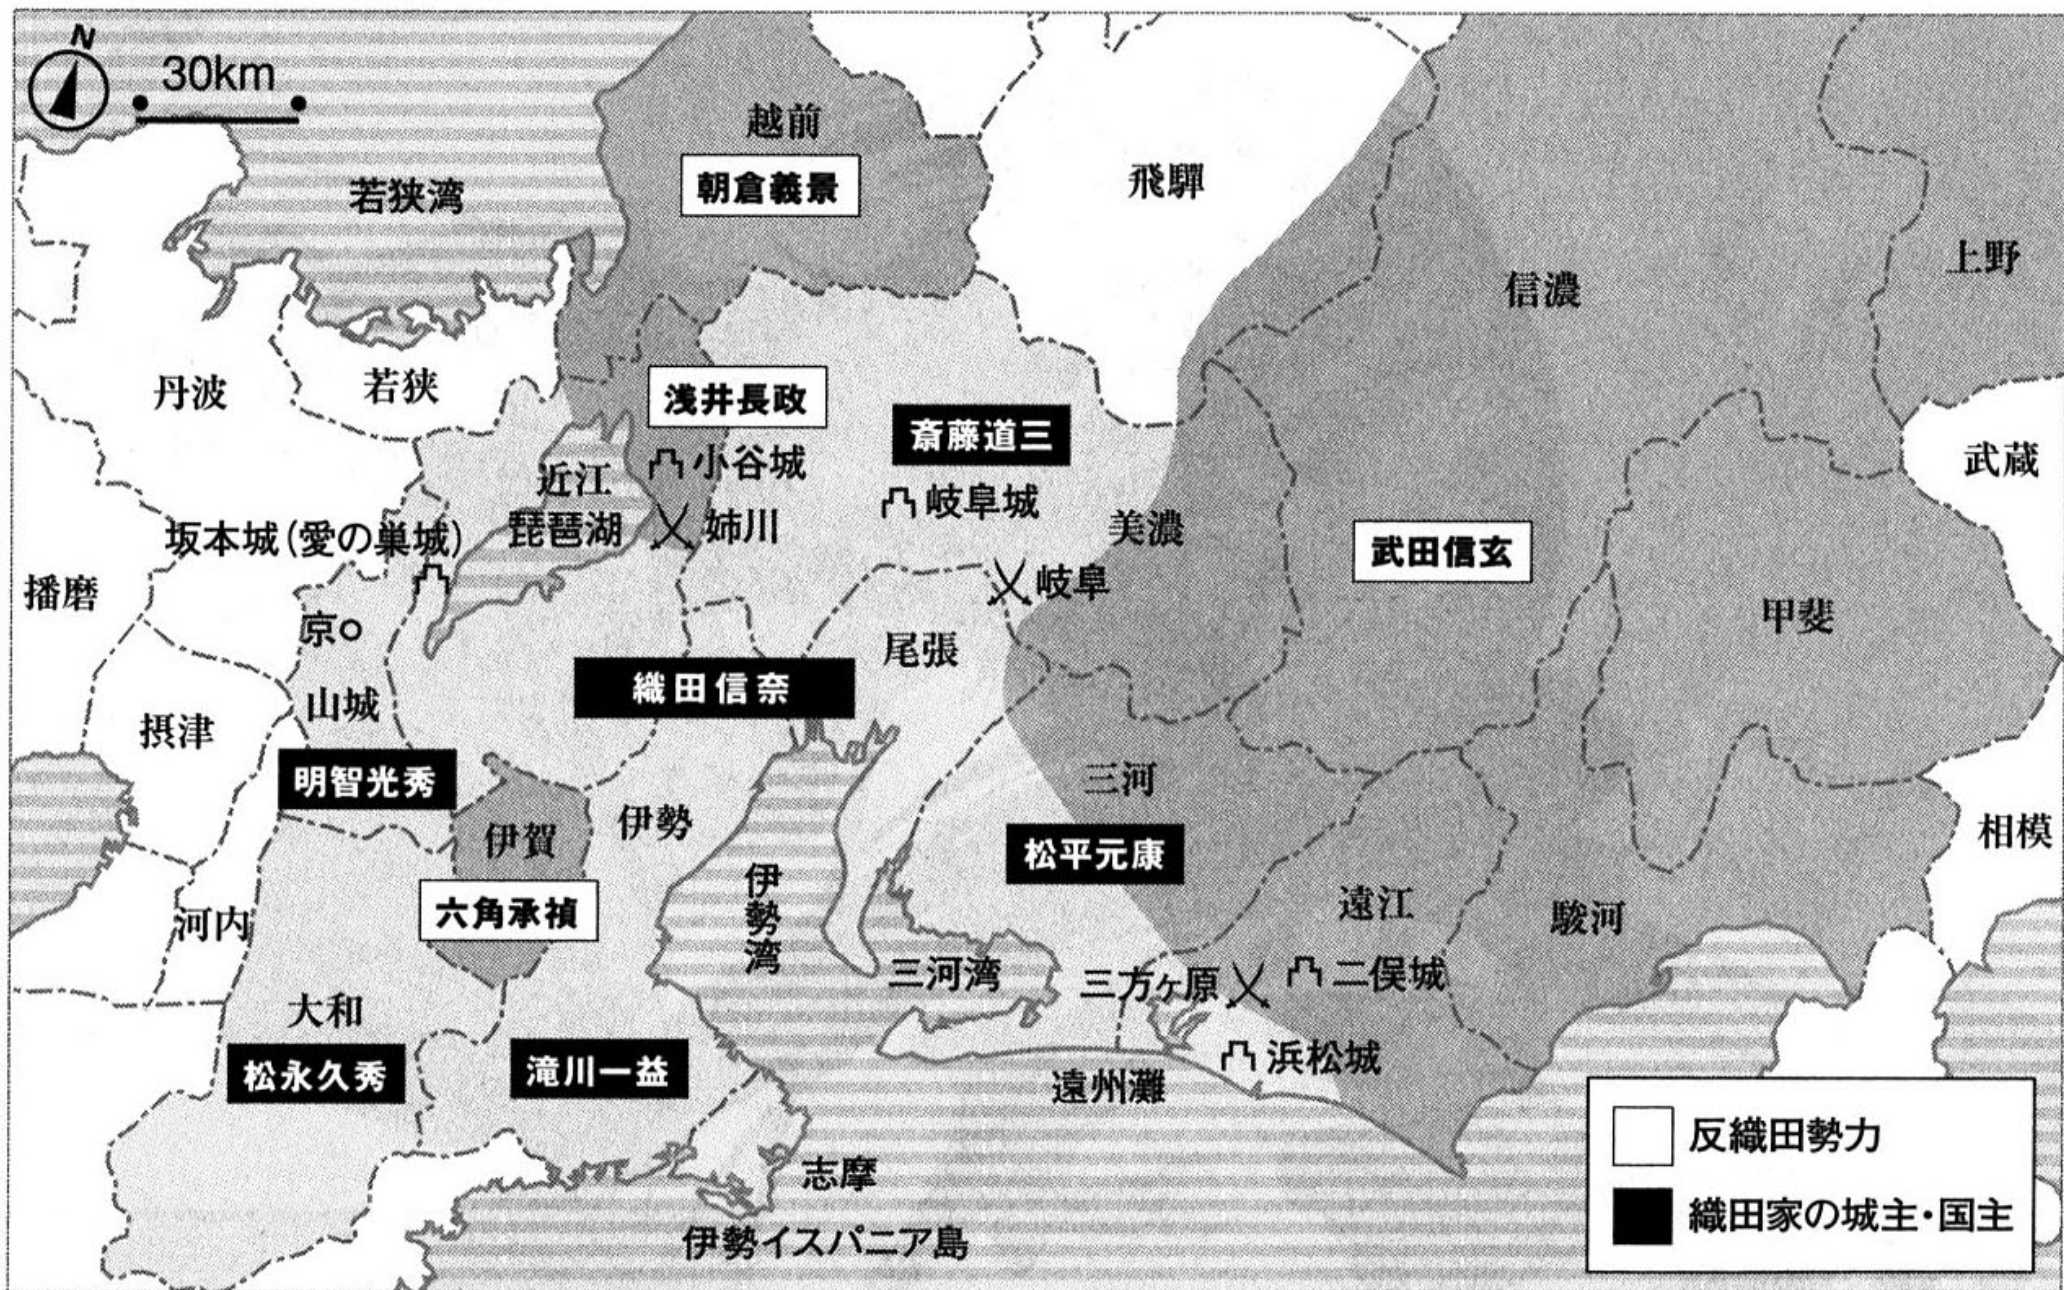 N
30km
越前
朝倉義景
若狭湾
飛驒
信濃
上野
丹波
若狭
浅井長政
小谷城
斎藤道三
岐阜城
武蔵
近江
琵琶湖
姉川
美濃
武田信玄
坂本城(愛の巣城)
播磨
京
岐阜
尾張
甲斐
織田信奈
山城
摂津
明智光秀
伊勢
三河
伊賀
松平元康
相模
六角承禎
伊勢湾
河内
遠江
駿河
三河湾
三方ヶ原
二俣城
大和
松永久秀
滝川一益
浜松城
遠州灘
志摩
伊勢イスパニア島
反織田勢力
織田家の城主・国主